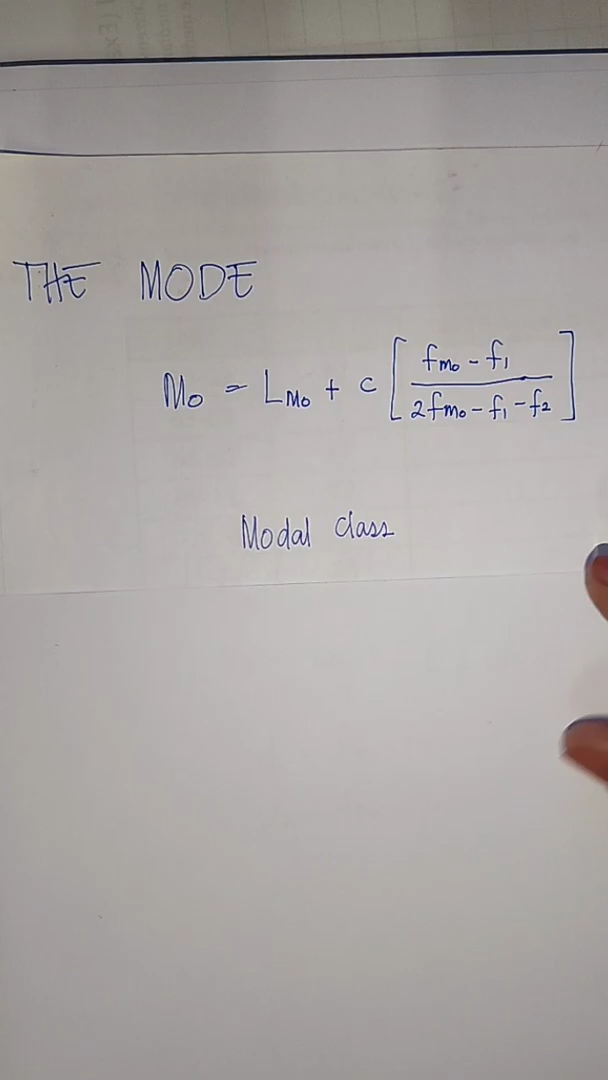 THE MODE
Mo = LMo + c [ fmo - f1 / 2fmo - f1 - f2 ]
Modal class